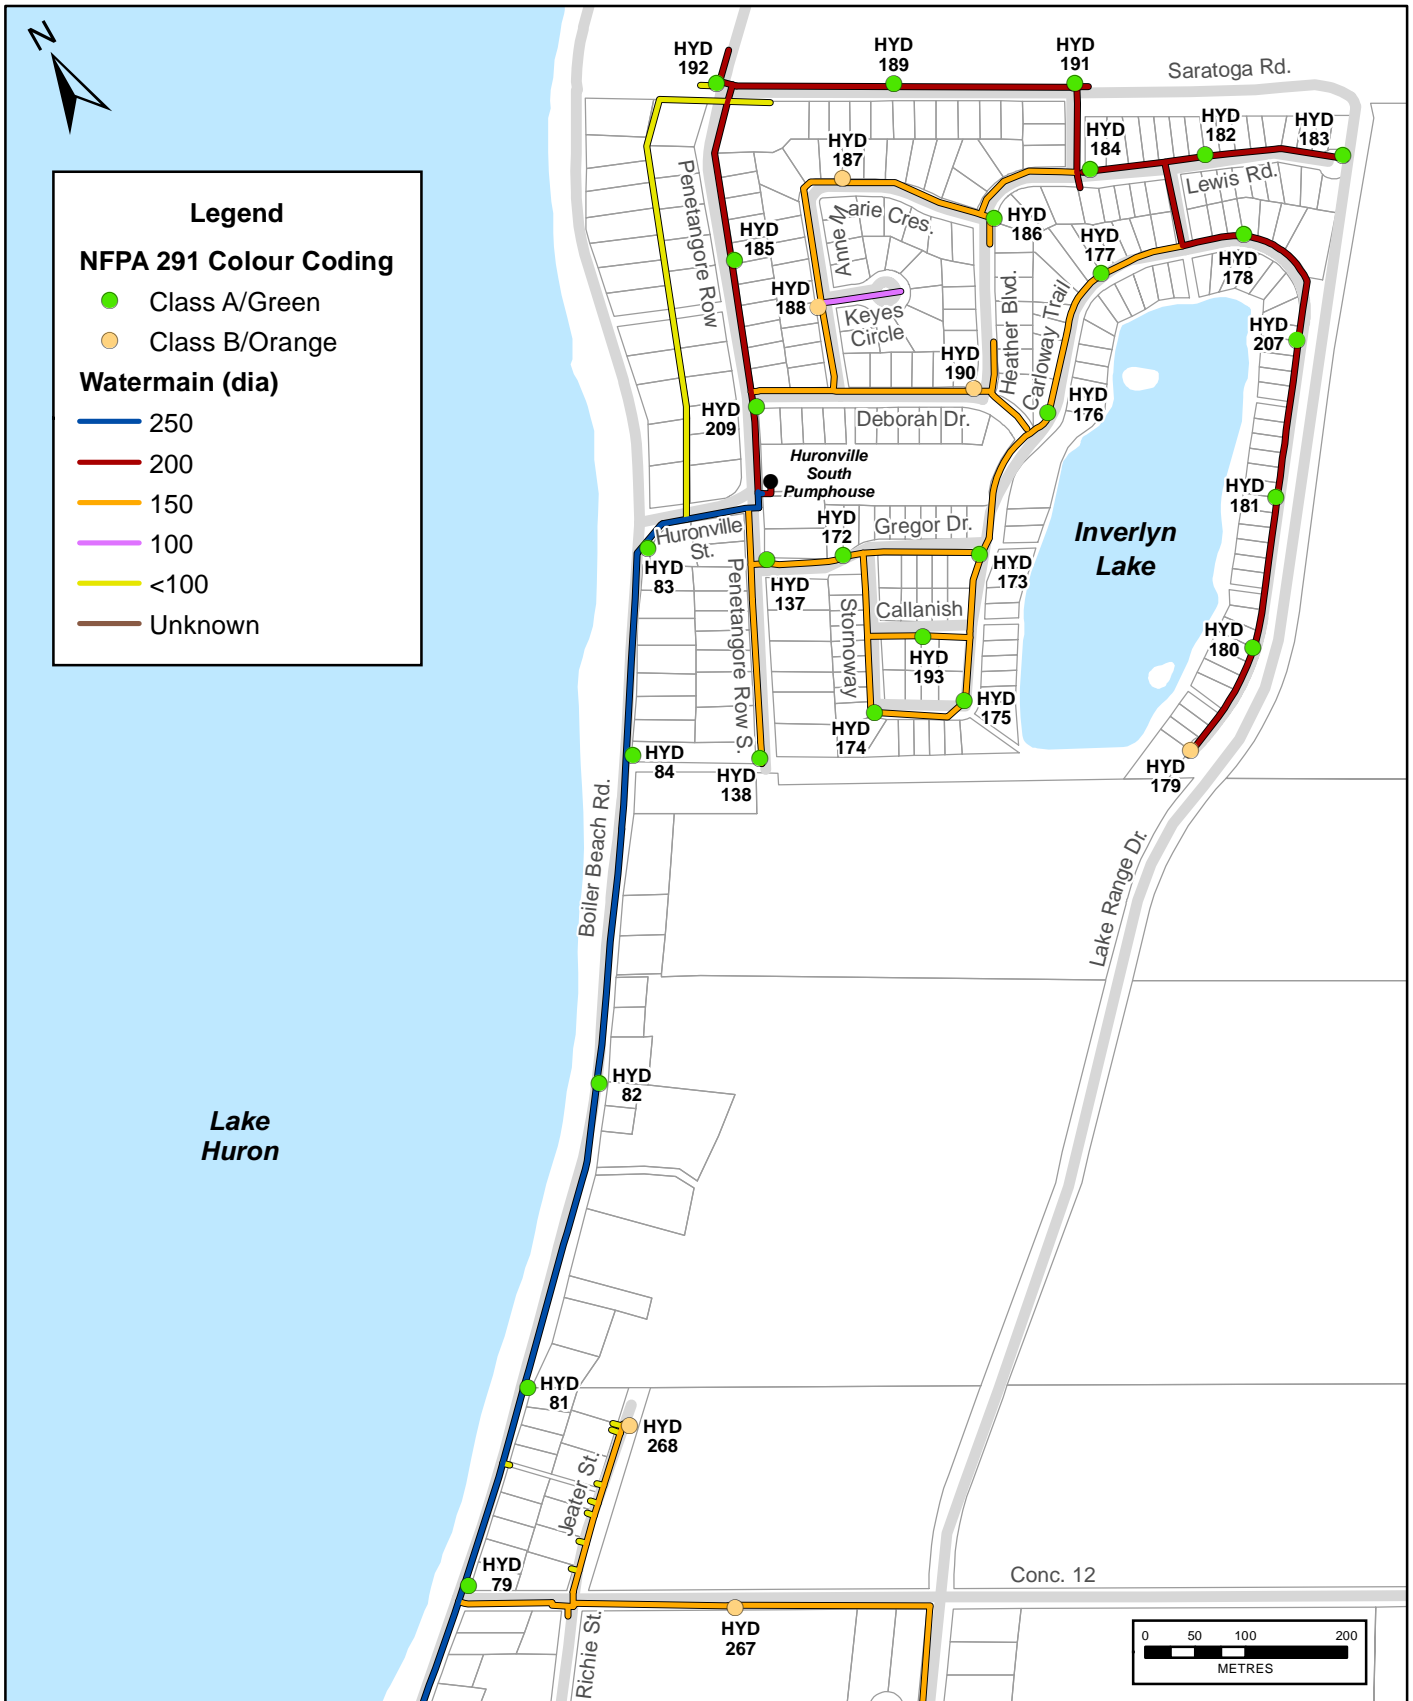 N
HYD
192
HYD
189
HYD
191
Saratoga Rd.
HYD
184
HYD
182
HYD
183
HYD
187
Lewis Rd.
Penetangore Row
Anne Marie Cres.
HYD
186
HYD
185
HYD
177
HYD
178
HYD
188
Keyes
Circle
Heather Blvd.
Carloway Trail
HYD
207
HYD
190
HYD
209
Deborah Dr.
HYD
176
Huronville
South
Pumphouse
HYD
181
Huronville
St.
HYD
172
Gregor Dr.
Inverlyn
Lake
HYD
83
HYD
137
HYD
173
Penetangore Row S.
Stornoway
Callanish
HYD
193
HYD
180
HYD
175
HYD
174
HYD
84
HYD
138
HYD
179
Boiler Beach Rd.
Lake Range Dr.
HYD
82
Lake
Huron
HYD
81
HYD
268
Jeater St.
HYD
79
Conc. 12
HYD
267
Richie St.
Legend
NFPA 291 Colour Coding
Class A/Green
Class B/Orange
Watermain (dia)
250
200
150
100
<100
Unknown
0 50 100 200
METRES